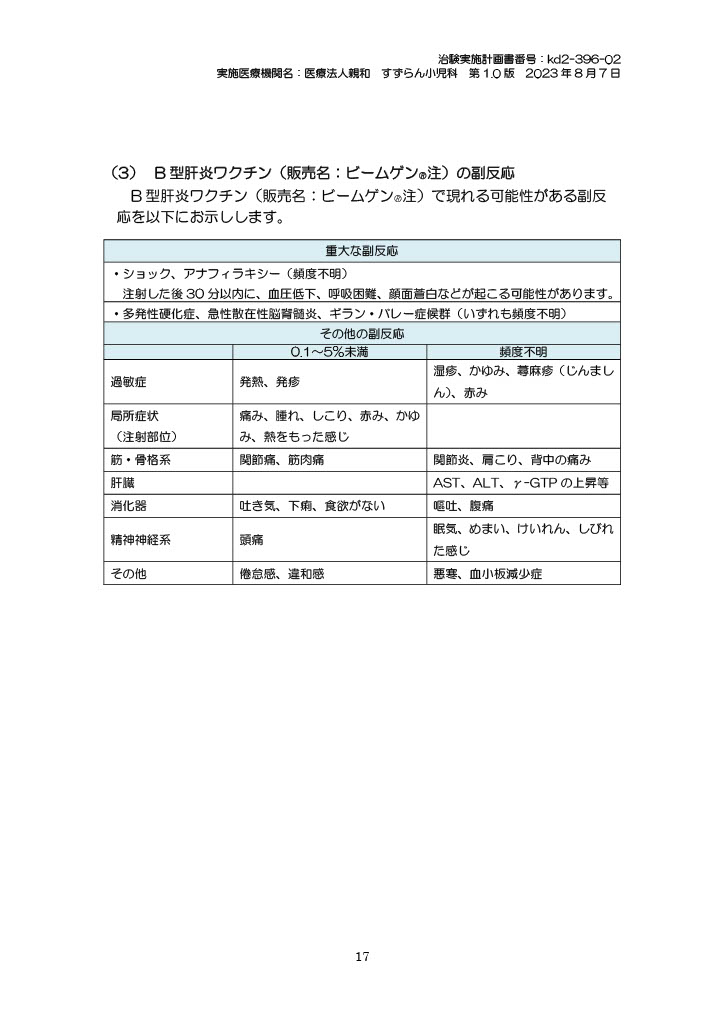 治験実施計画書番号：kd2-396-02
実施医療機関名：医療法人親和　すずらん小児科　第1.0版　2023年8月7日
（3）　B型肝炎ワクチン（販売名：ビームゲン®注）の副反応
B型肝炎ワクチン（販売名：ビームゲン®注）で現れる可能性がある副反
応を以下にお示しします。
重大な副反応
・ショック、アナフィラキシー（頻度不明）
注射した後30分以内に、血圧低下、呼吸困難、顔面蒼白などが起こる可能性があります。
・多発性硬化症、急性散在性脳脊髄炎、ギラン・バレー症候群（いずれも頻度不明）
その他の副反応
0.1～5%未満　頻度不明
過敏症　発熱、発疹　湿疹、かゆみ、蕁麻疹（じんまし
ん）、赤み
局所症状　痛み、腫れ、しこり、赤み、かゆ
（注射部位）　み、熱をもった感じ
筋・骨格系　関節痛、筋肉痛　関節炎、肩こり、背中の痛み
肝臓　AST、ALT、γ-GTPの上昇等
消化器　吐き気、下痢、食欲がない　嘔吐、腹痛
精神神経系　頭痛　眠気、めまい、けいれん、しびれ
た感じ
その他　倦怠感、違和感　悪寒、血小板減少症
17